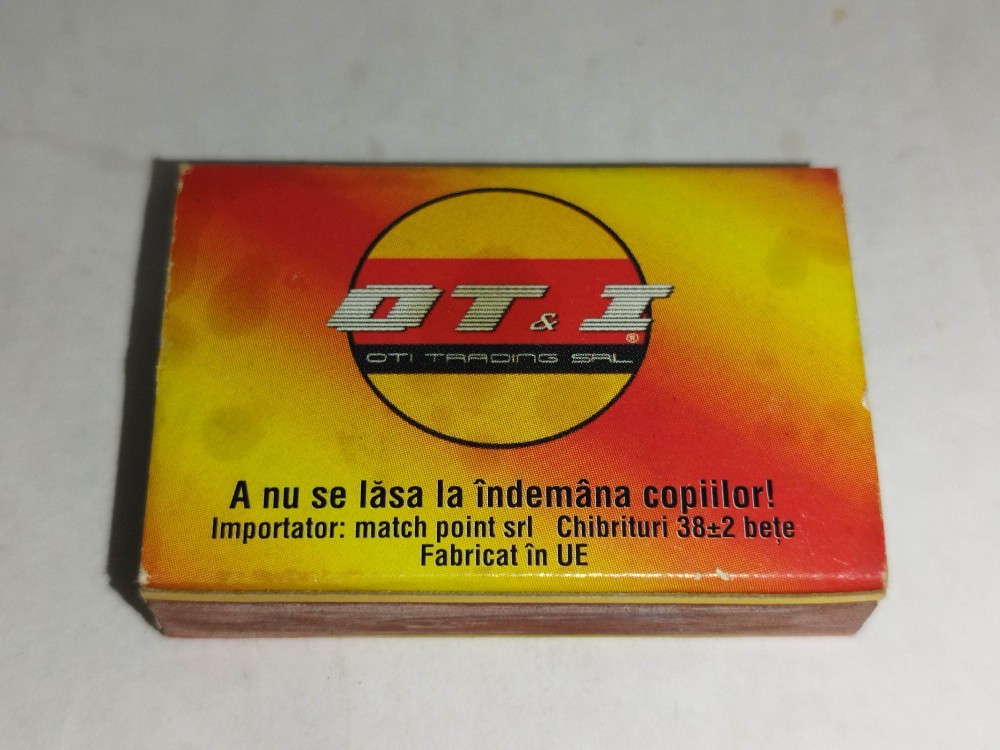 OT & I ®
OTI TRADING SRL
A nu se lăsa la îndemâna copiilor!
Importator: match point srl Chibrituri 38±2 bețe
Fabricat în UE